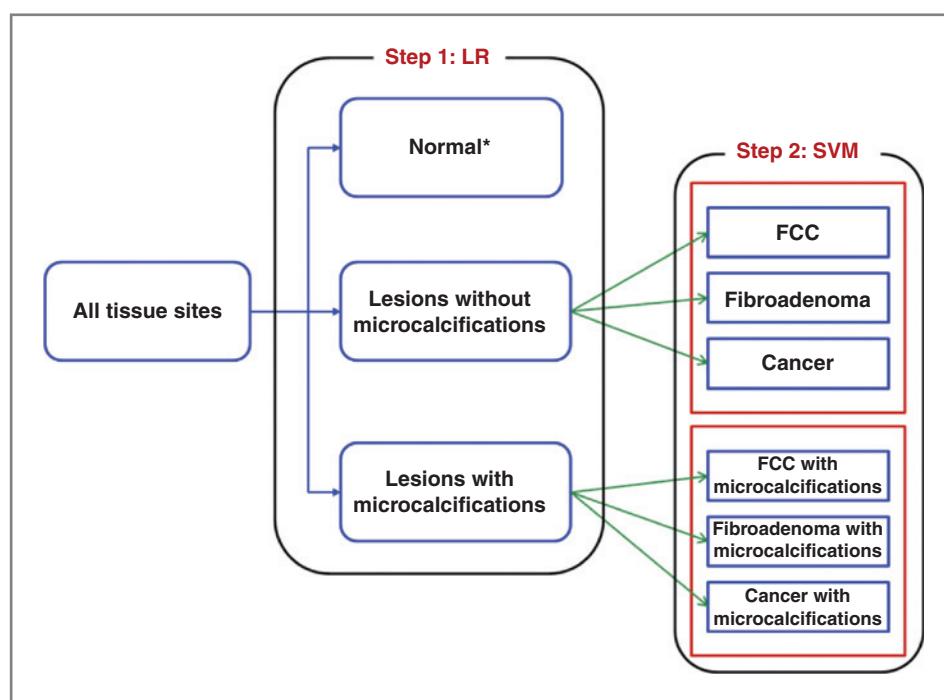 Step 1: LR
Normal*
Step 2: SVM
FCC
All tissue sites
Lesions without
microcalcifications
Fibroadenoma
Cancer
Lesions with
microcalcifications
FCC with
microcalcifications
Fibroadenoma with
microcalcifications
Cancer with
microcalcifications